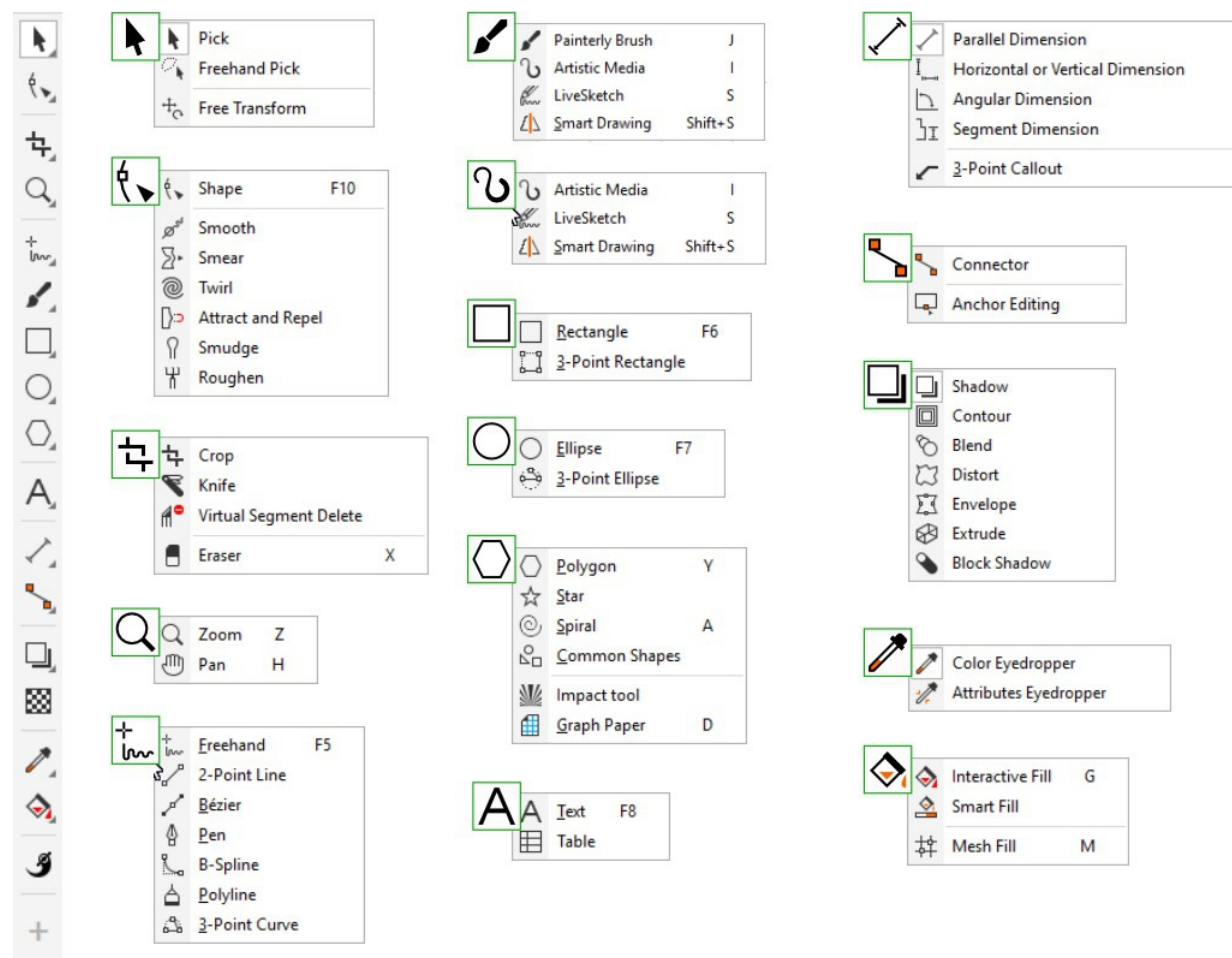 Pick
Freehand Pick
Free Transform
Shape F10
Smooth
Smear
Twirl
Attract and Repel
Smudge
Roughen
Crop
Knife
Virtual Segment Delete
Eraser X
Zoom Z
Pan H
Freehand F5
2-Point Line
Bézier
Pen
B-Spline
Polyline
3-Point Curve
Painterly Brush J
Artistic Media I
LiveSketch S
Smart Drawing Shift+S
Artistic Media I
LiveSketch S
Smart Drawing Shift+S
Rectangle F6
3-Point Rectangle
Ellipse F7
3-Point Ellipse
Polygon Y
Star
Spiral A
Common Shapes
Impact tool
Graph Paper D
Text F8
Table
Parallel Dimension
Horizontal or Vertical Dimension
Angular Dimension
Segment Dimension
3-Point Callout
Connector
Anchor Editing
Shadow
Contour
Blend
Distort
Envelope
Extrude
Block Shadow
Color Eyedropper
Attributes Eyedropper
Interactive Fill G
Smart Fill
Mesh Fill M